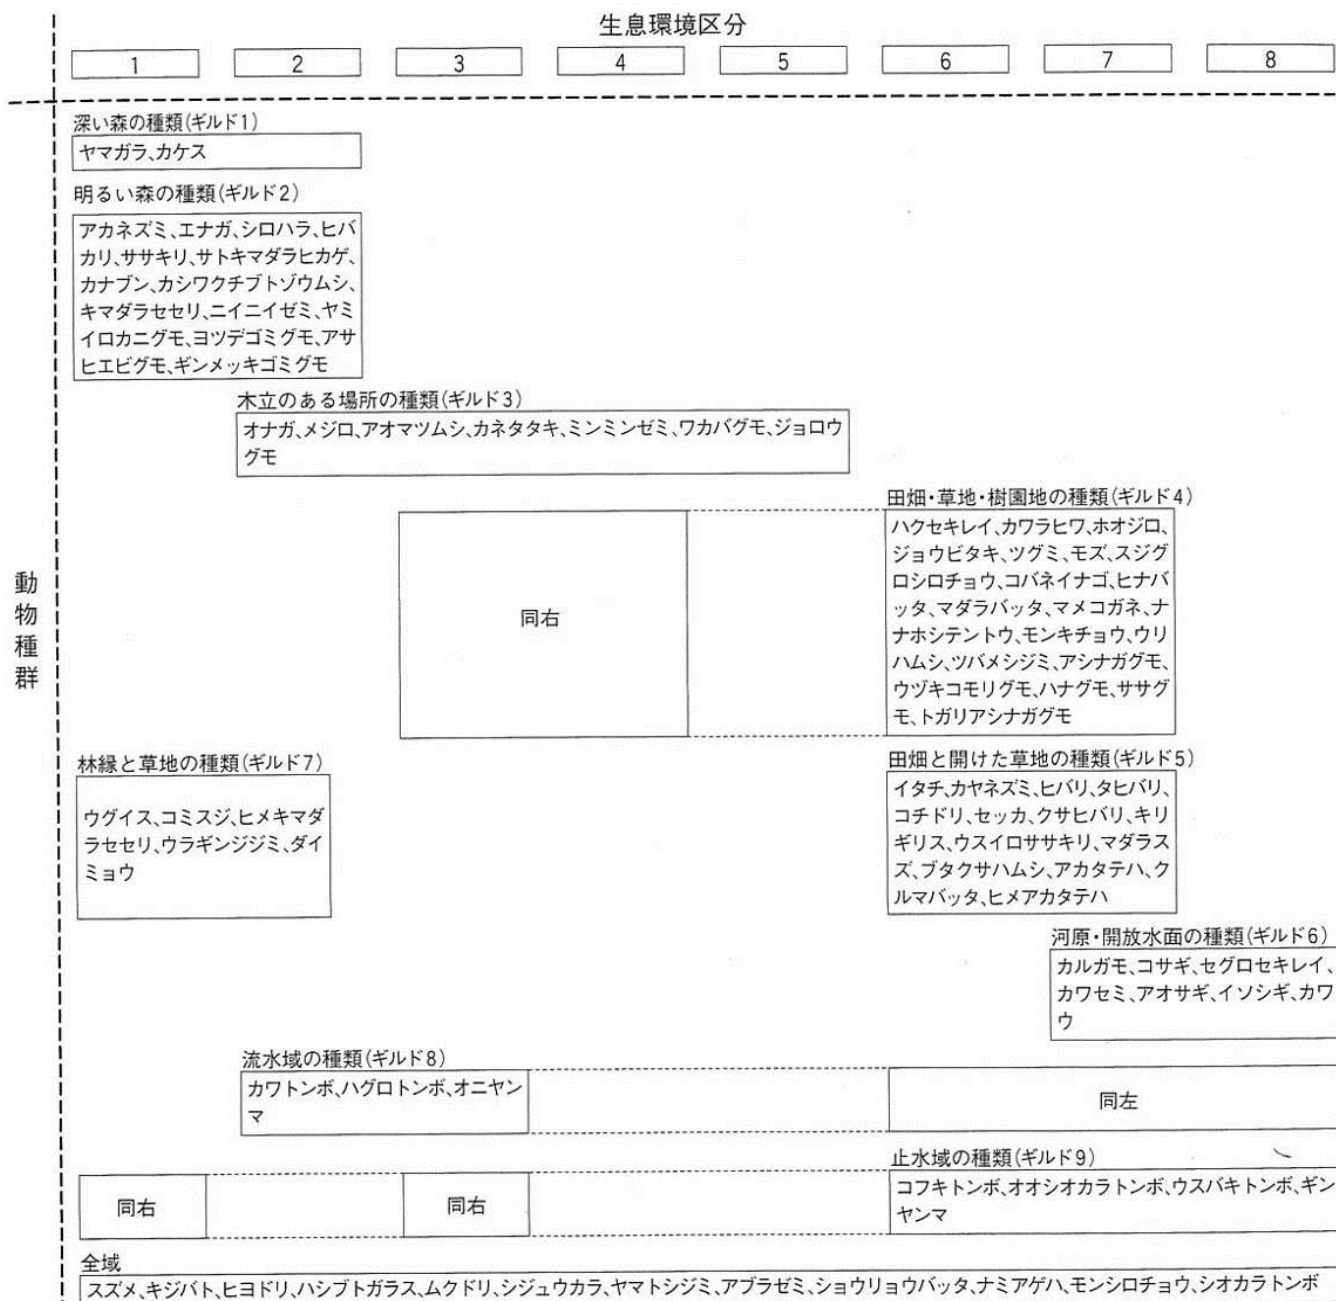 生息環境区分
1 2 3 4 5 6 7 8
動物種群
深い森の種類(ギルド1)
ヤマガラ、カケス
明るい森の種類(ギルド2)
アカネズミ、エナガ、シロハラ、ヒバ
カリ、ササキリ、サトキマダラヒカゲ、
カナブン、カシワクチブトゾウムシ、
キマダラセセリ、ニイニイゼミ、ヤミ
イロカニグモ、ヨツデゴミグモ、アサ
ヒエビグモ、ギンメッキゴミグモ
木立のある場所の種類(ギルド3)
オナガ、メジロ、アオマツムシ、カネタタキ、ミンミンゼミ、ワカバグモ、ジョロウ
グモ
田畑・草地・樹園地の種類(ギルド4)
同右
ハクセキレイ、カワラヒワ、ホオジロ、
ジョウビタキ、ツグミ、モズ、スジグ
ロシロチョウ、コバネイナゴ、ヒナバ
ッタ、マダラバッタ、マメコガネ、ナ
ナホシテントウ、モンキチョウ、ウリ
ハムシ、ツバメシジミ、アシナガグモ、
ウヅキコモリグモ、ハナグモ、ササグ
モ、トガリアシナガグモ
林縁と草地の種類(ギルド7)
ウグイス、コミスジ、ヒメキマダ
ラセセリ、ウラギンジジミ、ダイ
ミョウ
田畑と開けた草地の種類(ギルド5)
イタチ、カヤネズミ、ヒバリ、タヒバリ、
コチドリ、セッカ、クサヒバリ、キリ
ギリス、ウスイロササキリ、マダラス
ズ、ブタクサハムシ、アカタテハ、ク
ルマバッタ、ヒメアカタテハ
河原・開放水面の種類(ギルド6)
カルガモ、コサギ、セグロセキレイ、
カワセミ、アオサギ、イソシギ、カワ
ウ
流水域の種類(ギルド8)
カワトンボ、ハグロトンボ、オニヤン
マ
同左
止水域の種類(ギルド9)
同右
同右
コフキトンボ、オオシオカラトンボ、ウスバキトンボ、ギン
ヤンマ
全域
スズメ、キジバト、ヒヨドリ、ハシブトガラス、ムクドリ、シジュウカラ、ヤマトシジミ、アブラゼミ、ショウリョウバッタ、ナミアゲハ、モンシロチョウ、シオカラトンボ